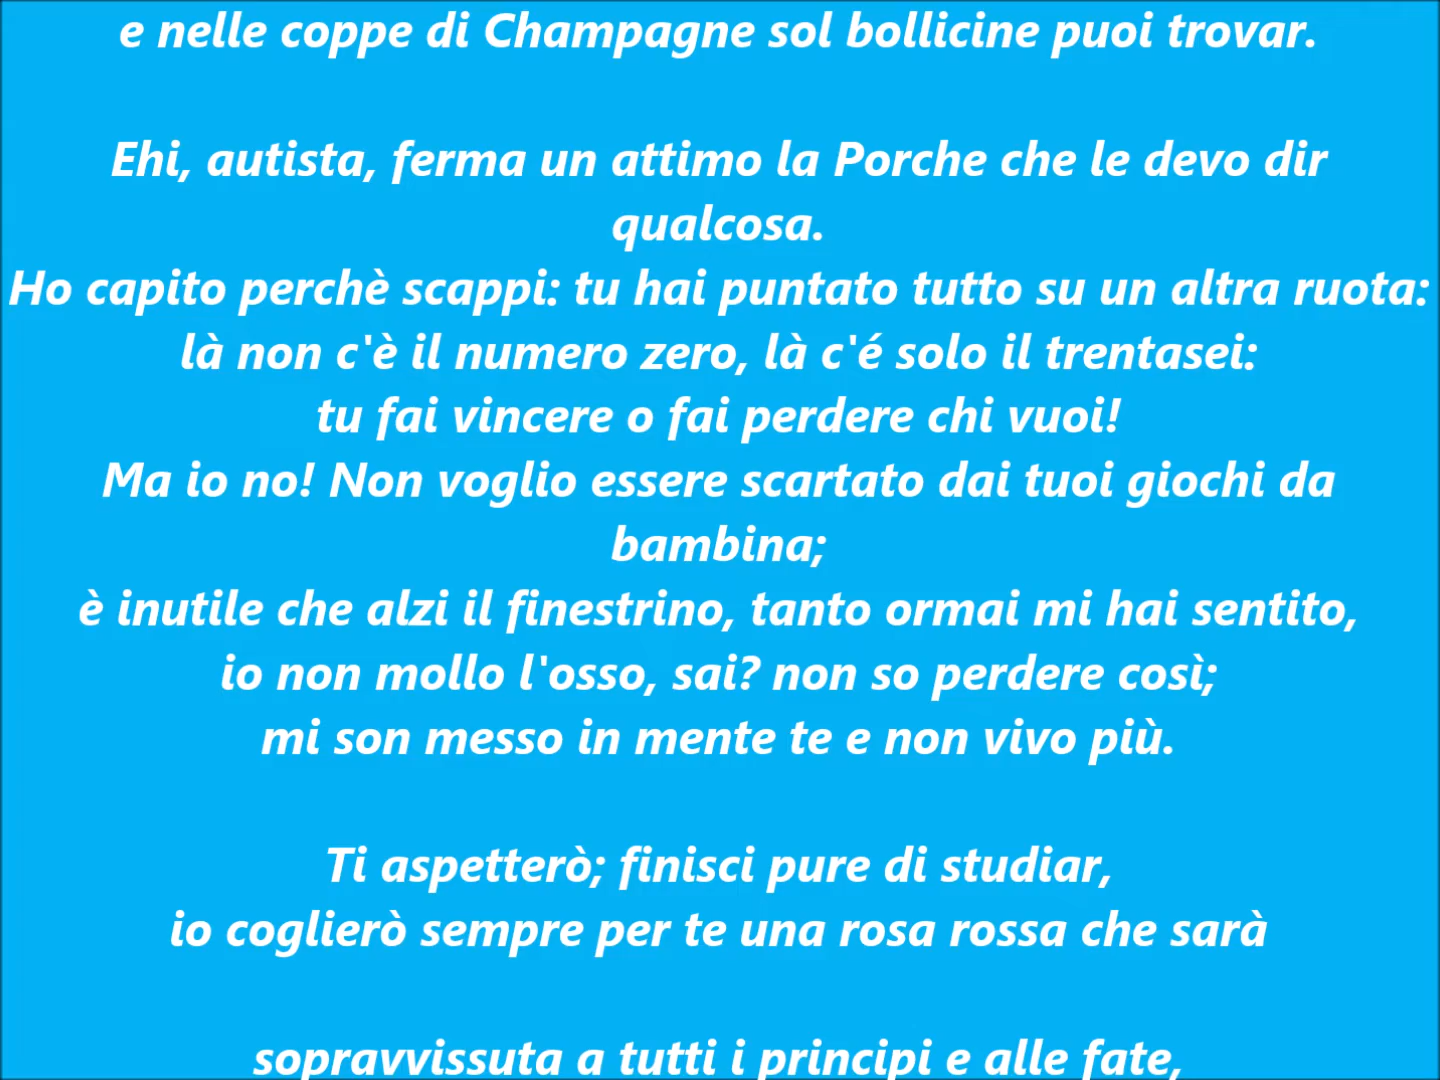 e nelle coppe di Champagne sol bollicine puoi trovar.
Ehi, autista, ferma un attimo la Porche che le devo dir
qualcosa.
Ho capito perchè scappi: tu hai puntato tutto su un altra ruota:
là non c'è il numero zero, là c'é solo il trentasei:
tu fai vincere o fai perdere chi vuoi!
Ma io no! Non voglio essere scartato dai tuoi giochi da
bambina;
è inutile che alzi il finestrino, tanto ormai mi hai sentito,
io non mollo l'osso, sai? non so perdere così;
mi son messo in mente te e non vivo più.
Ti aspetterò; finisci pure di studiar,
io coglierò sempre per te una rosa rossa che sarà
sopravvissuta a tutti i principi e alle fate,